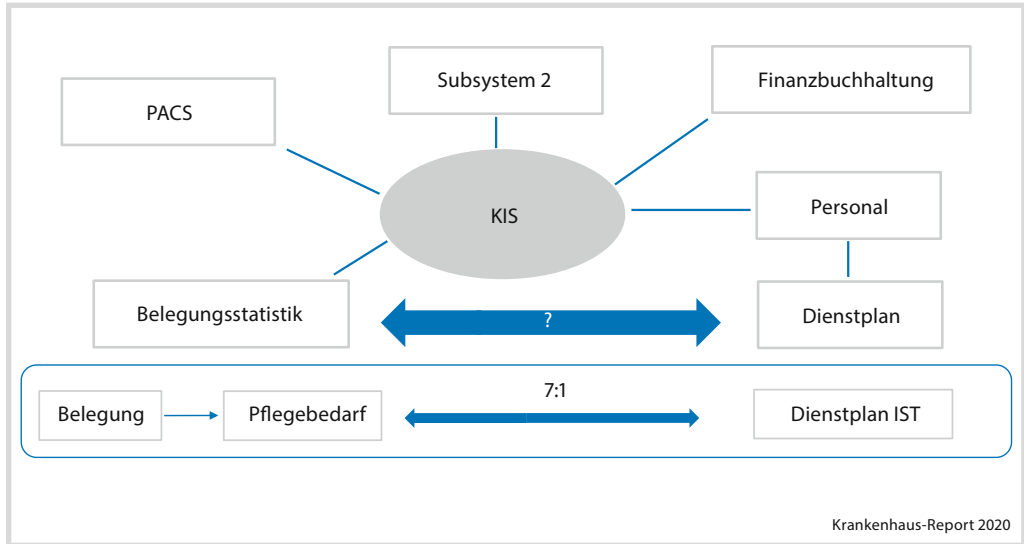 Subsystem 2
Finanzbuchhaltung
PACS
KIS
Personal
Belegungsstatistik
?
Dienstplan
7:1
Belegung
Pflegebedarf
Dienstplan IST
Krankenhaus-Report 2020